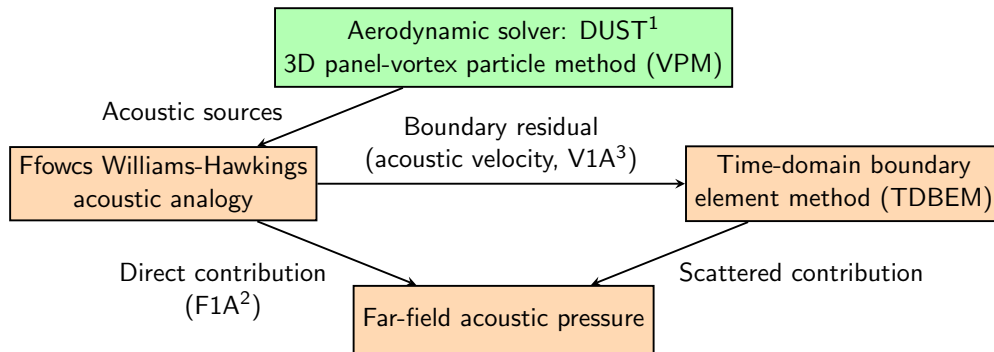 Aerodynamic solver: DUST¹
3D panel-vortex particle method (VPM)
Acoustic sources
Boundary residual
(acoustic velocity, V1A³)
Ffowcs Williams-Hawkings
acoustic analogy
Time-domain boundary
element method (TDBEM)
Direct contribution
(F1A²)
Scattered contribution
Far-field acoustic pressure